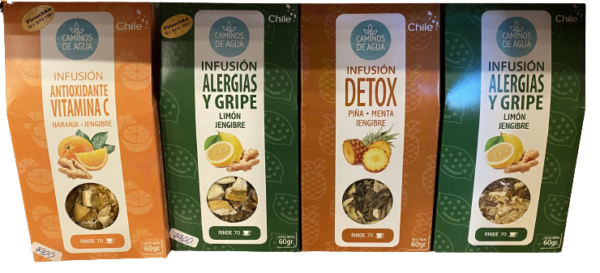 Chile
CAMINOS
DE AGUA
INFUSIÓN
ANTIOXIDANTE
VITAMINA C
NARANJA • JENGIBRE
RINDE 70
60gr.
Chile
CAMINOS
DE AGUA
INFUSIÓN
ALERGIAS
Y GRIPE
LIMÓN
JENGIBRE
RINDE 70
60gr.
CAMINOS
DE AGUA
Chile
INFUSIÓN
DETOX
PIÑA • MENTA
JENGIBRE
RINDE 70
60gr.
CAMINOS
DE AGUA
Chile
INFUSIÓN
ALERGIAS
Y GRIPE
LIMÓN
JENGIBRE
RINDE 70
60gr.